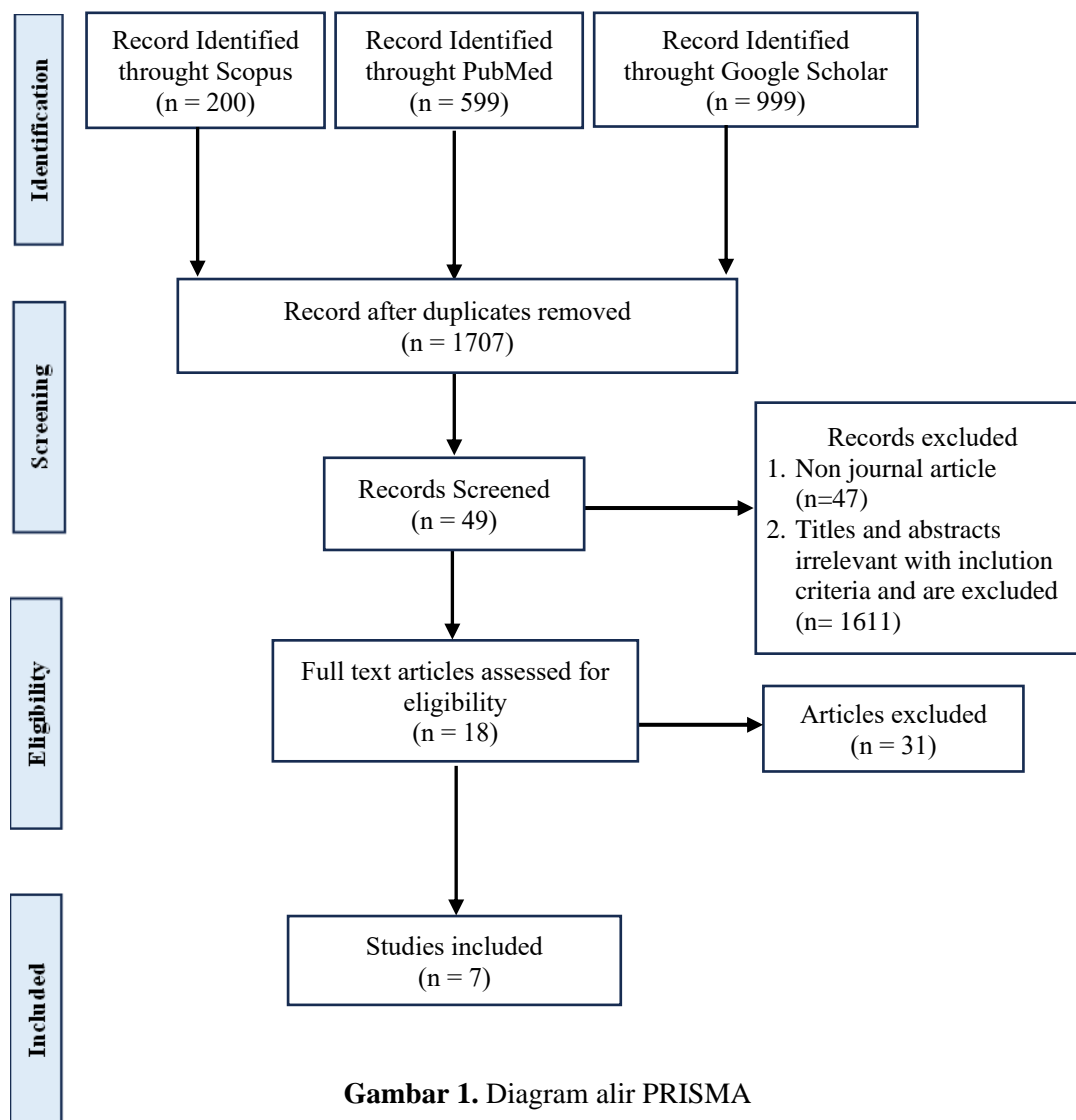 Identification
Record Identified
throught Scopus
(n = 200)
Record Identified
throught PubMed
(n = 599)
Record Identified
throught Google Scholar
(n = 999)
Screening
Record after duplicates removed
(n = 1707)
Records Screened
(n = 49)
Records excluded
1. Non journal article
(n=47)
2. Titles and abstracts
irrelevant with inclution
criteria and are excluded
(n= 1611)
Eligibility
Full text articles assessed for
eligibility
(n = 18)
Articles excluded
(n = 31)
Included
Studies included
(n = 7)
Gambar 1. Diagram alir PRISMA